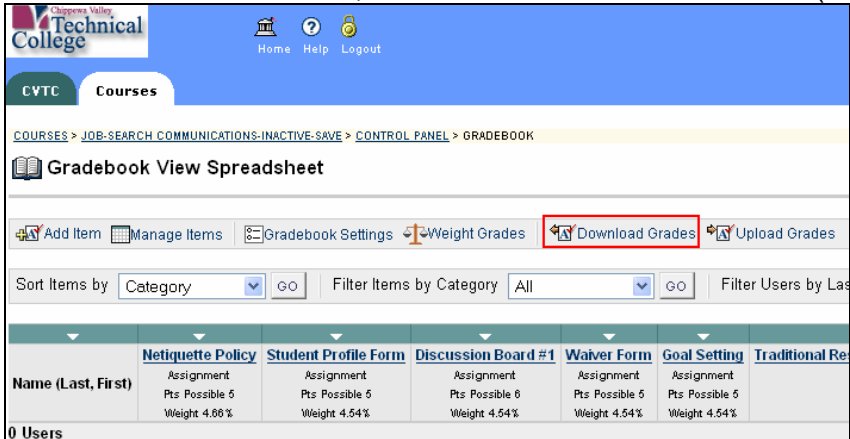 Chippewa Valley
Technical
College
Home Help Logout
CVTC Courses
COURSES > JOB-SEARCH COMMUNICATIONS-INACTIVE-SAVE > CONTROL PANEL > GRADEBOOK
Gradebook View Spreadsheet
Add Item Manage Items Gradebook Settings Weight Grades Download Grades Upload Grades
Sort Items by Category GO Filter Items by Category All GO Filter Users by Las
Netiquette Policy Student Profile Form Discussion Board #1 Waiver Form Goal Setting Traditional Re
Name (Last, First) Assignment Assignment Assignment Assignment Assignment
Pts Possible 5 Pts Possible 5 Pts Possible 6 Pts Possible 5 Pts Possible 5
Weight 4.66% Weight 4.54% Weight 4.54% Weight 4.54% Weight 4.54%
0 Users